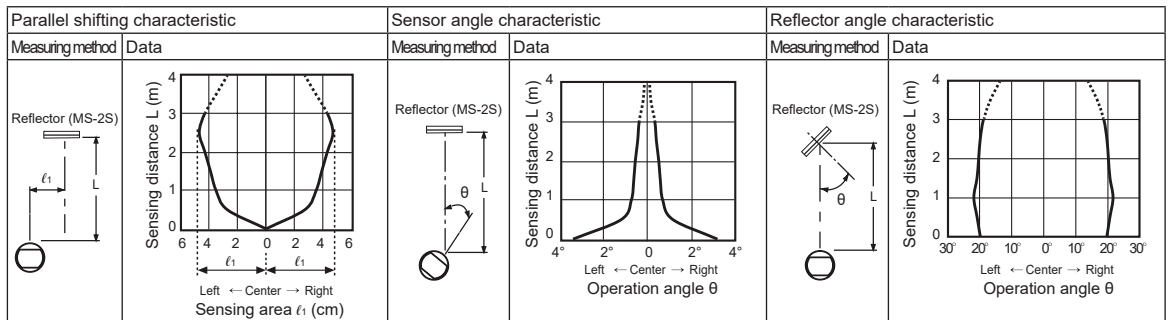 Parallel shifting characteristic
Measuring method Data
Reflector (MS-2S)
ℓ1
L
Sensing distance L (m)
4
3
2
1
0
6 4 2 0 2 4 6
ℓ1 ℓ1
Left ← Center → Right
Sensing area ℓ1 (cm)
Sensor angle characteristic
Measuring method Data
Reflector (MS-2S)
θ
L
Sensing distance L (m)
4
3
2
1
0
4° 2° 0 2° 4°
Left ← Center → Right
Operation angle θ
Reflector angle characteristic
Measuring method Data
Reflector (MS-2S)
θ
L
Sensing distance L (m)
4
3
2
1
0
30° 20° 10° 0° 10° 20° 30°
Left ← Center → Right
Operation angle θ